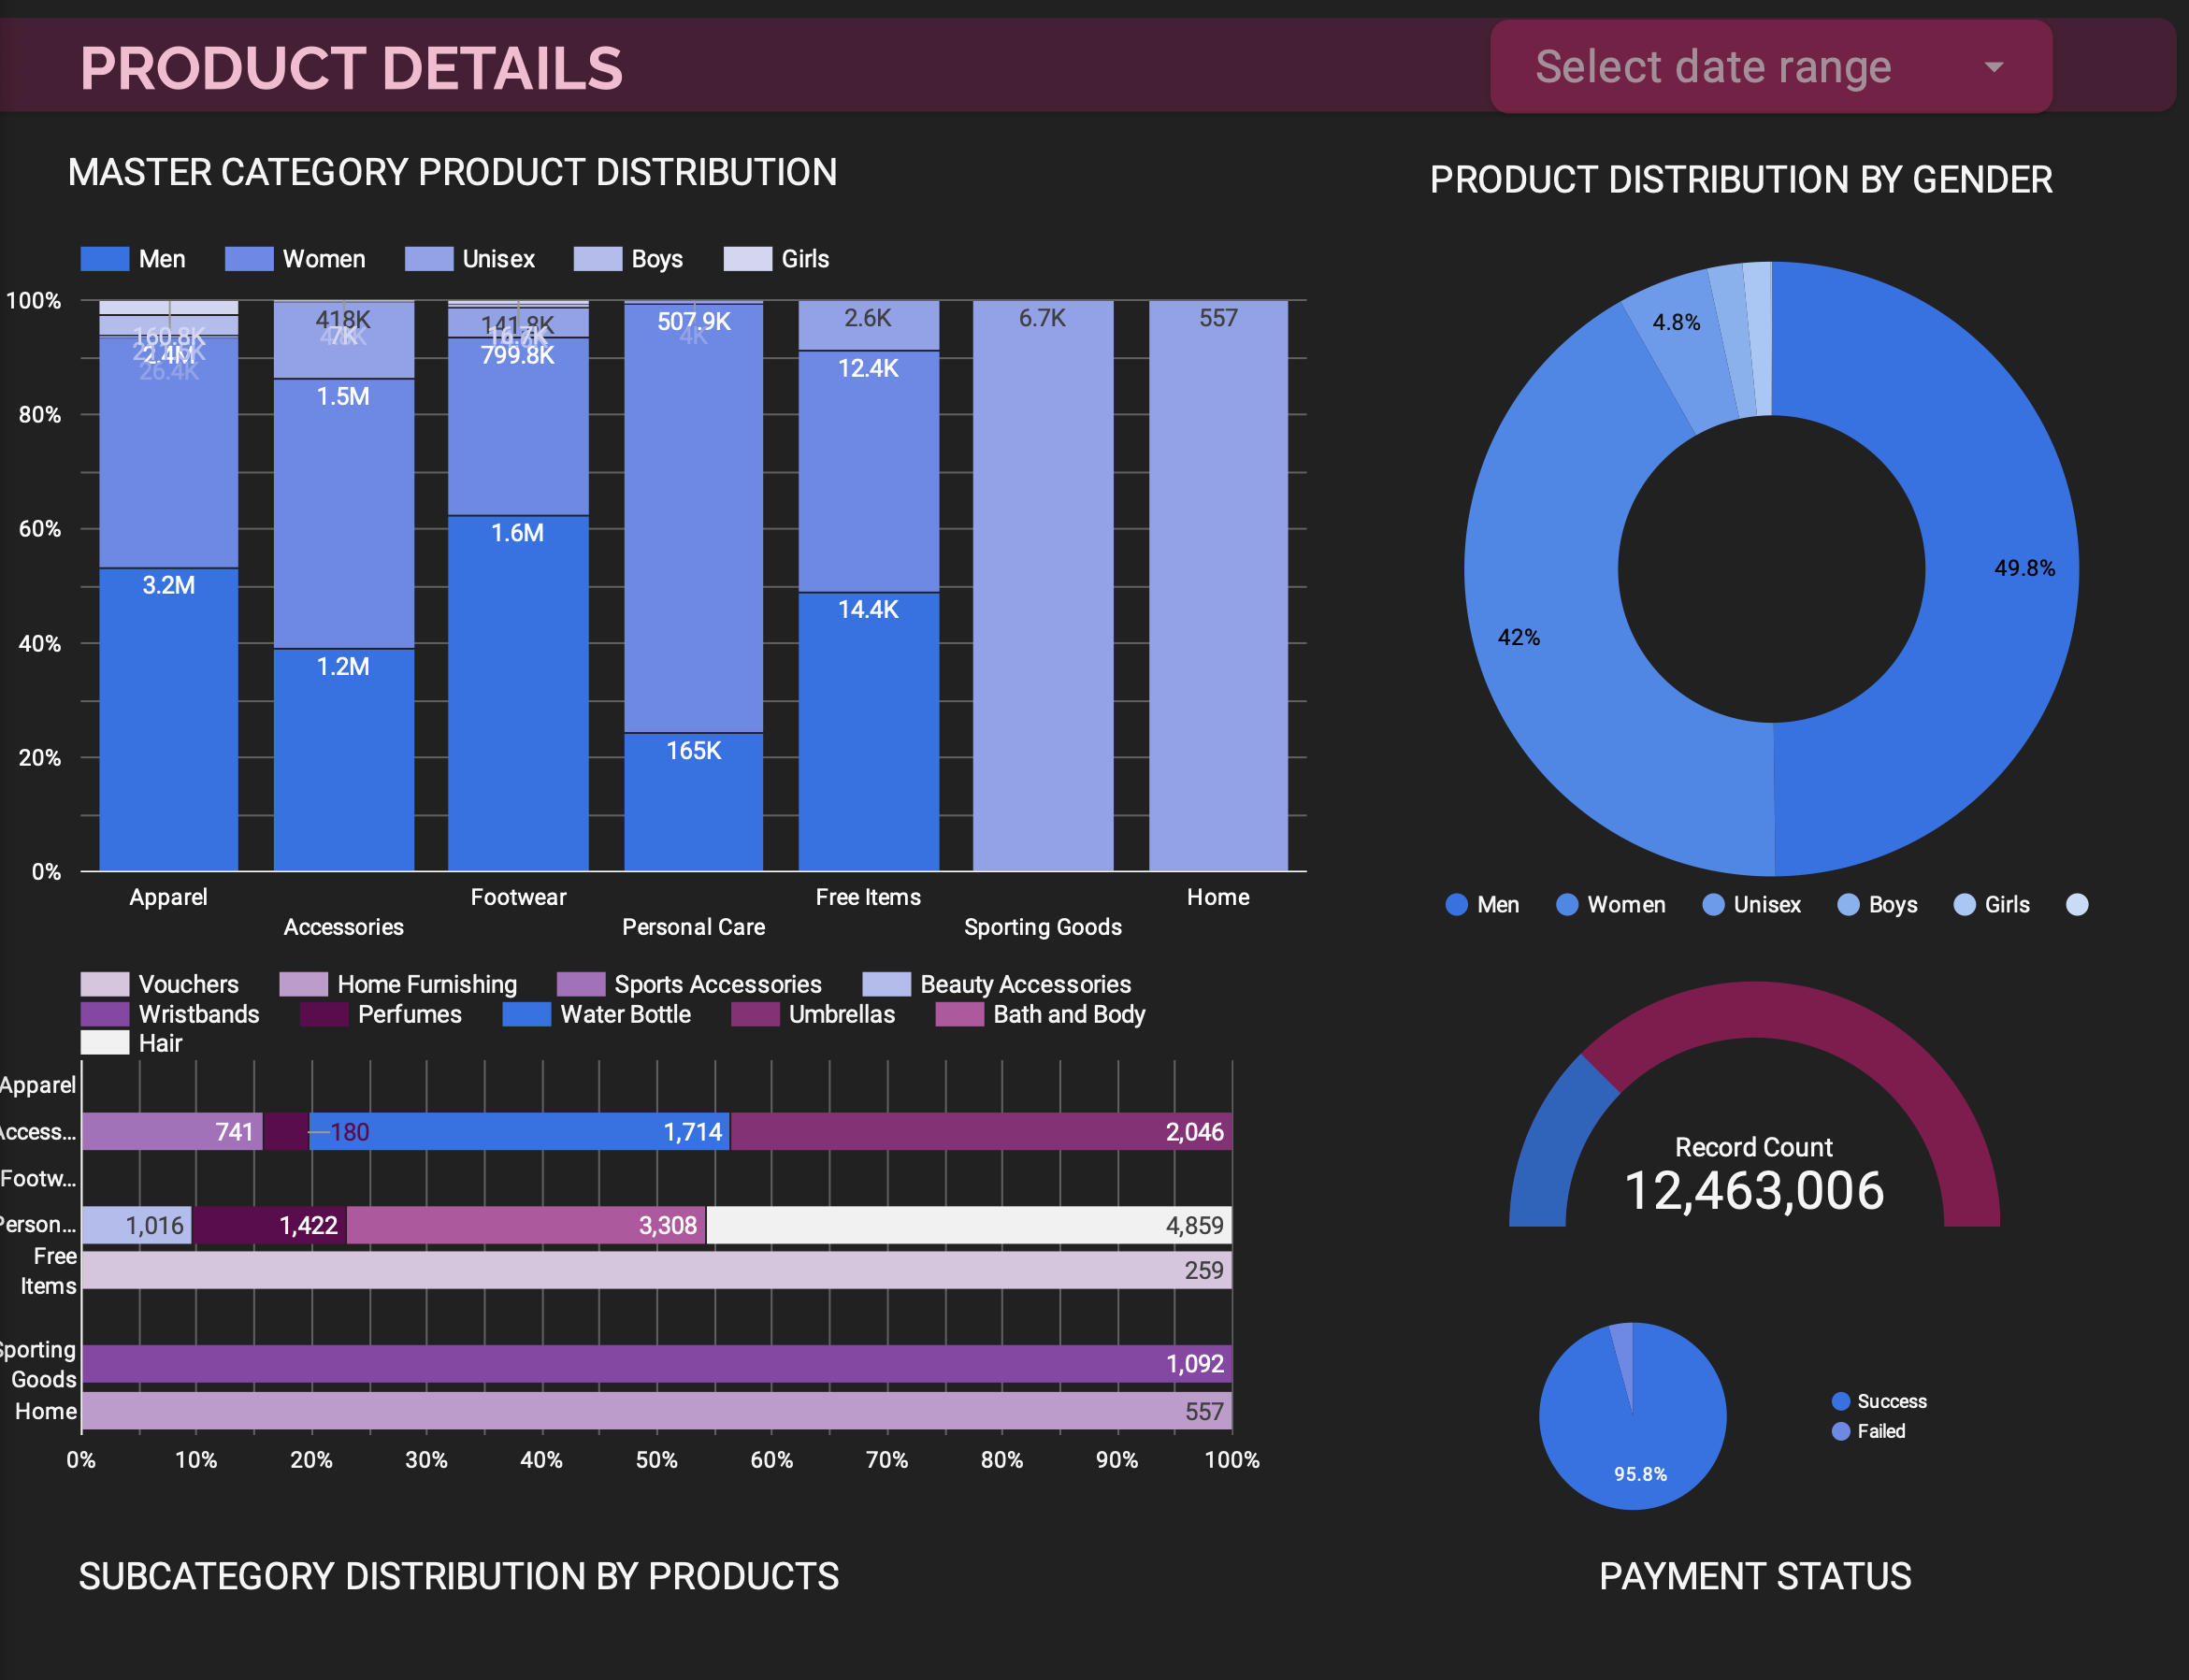 PRODUCT DETAILS
Select date range
MASTER CATEGORY PRODUCT DISTRIBUTION
Men Women Unisex Boys Girls
100%
80%
60%
40%
20%
0%
160.8K
2.4M
26.4K
3.2M
418K
7K
1.5M
1.2M
141.8K
16.7K
799.8K
1.6M
507.9K
4K
165K
2.6K
12.4K
14.4K
6.7K
557
Apparel Footwear Free Items Home
Accessories Personal Care Sporting Goods
PRODUCT DISTRIBUTION BY GENDER
4.8%
49.8%
42%
Men Women Unisex Boys Girls
Vouchers Home Furnishing Sports Accessories Beauty Accessories
Wristbands Perfumes Water Bottle Umbrellas Bath and Body
Hair
Apparel
Access... 741 180 1,714 2,046
Footw...
Person... 1,016 1,422 3,308 4,859
Free
Items 259
Sporting
Goods 1,092
Home 557
0% 10% 20% 30% 40% 50% 60% 70% 80% 90% 100%
SUBCATEGORY DISTRIBUTION BY PRODUCTS
Record Count
12,463,006
Success
Failed
95.8%
PAYMENT STATUS